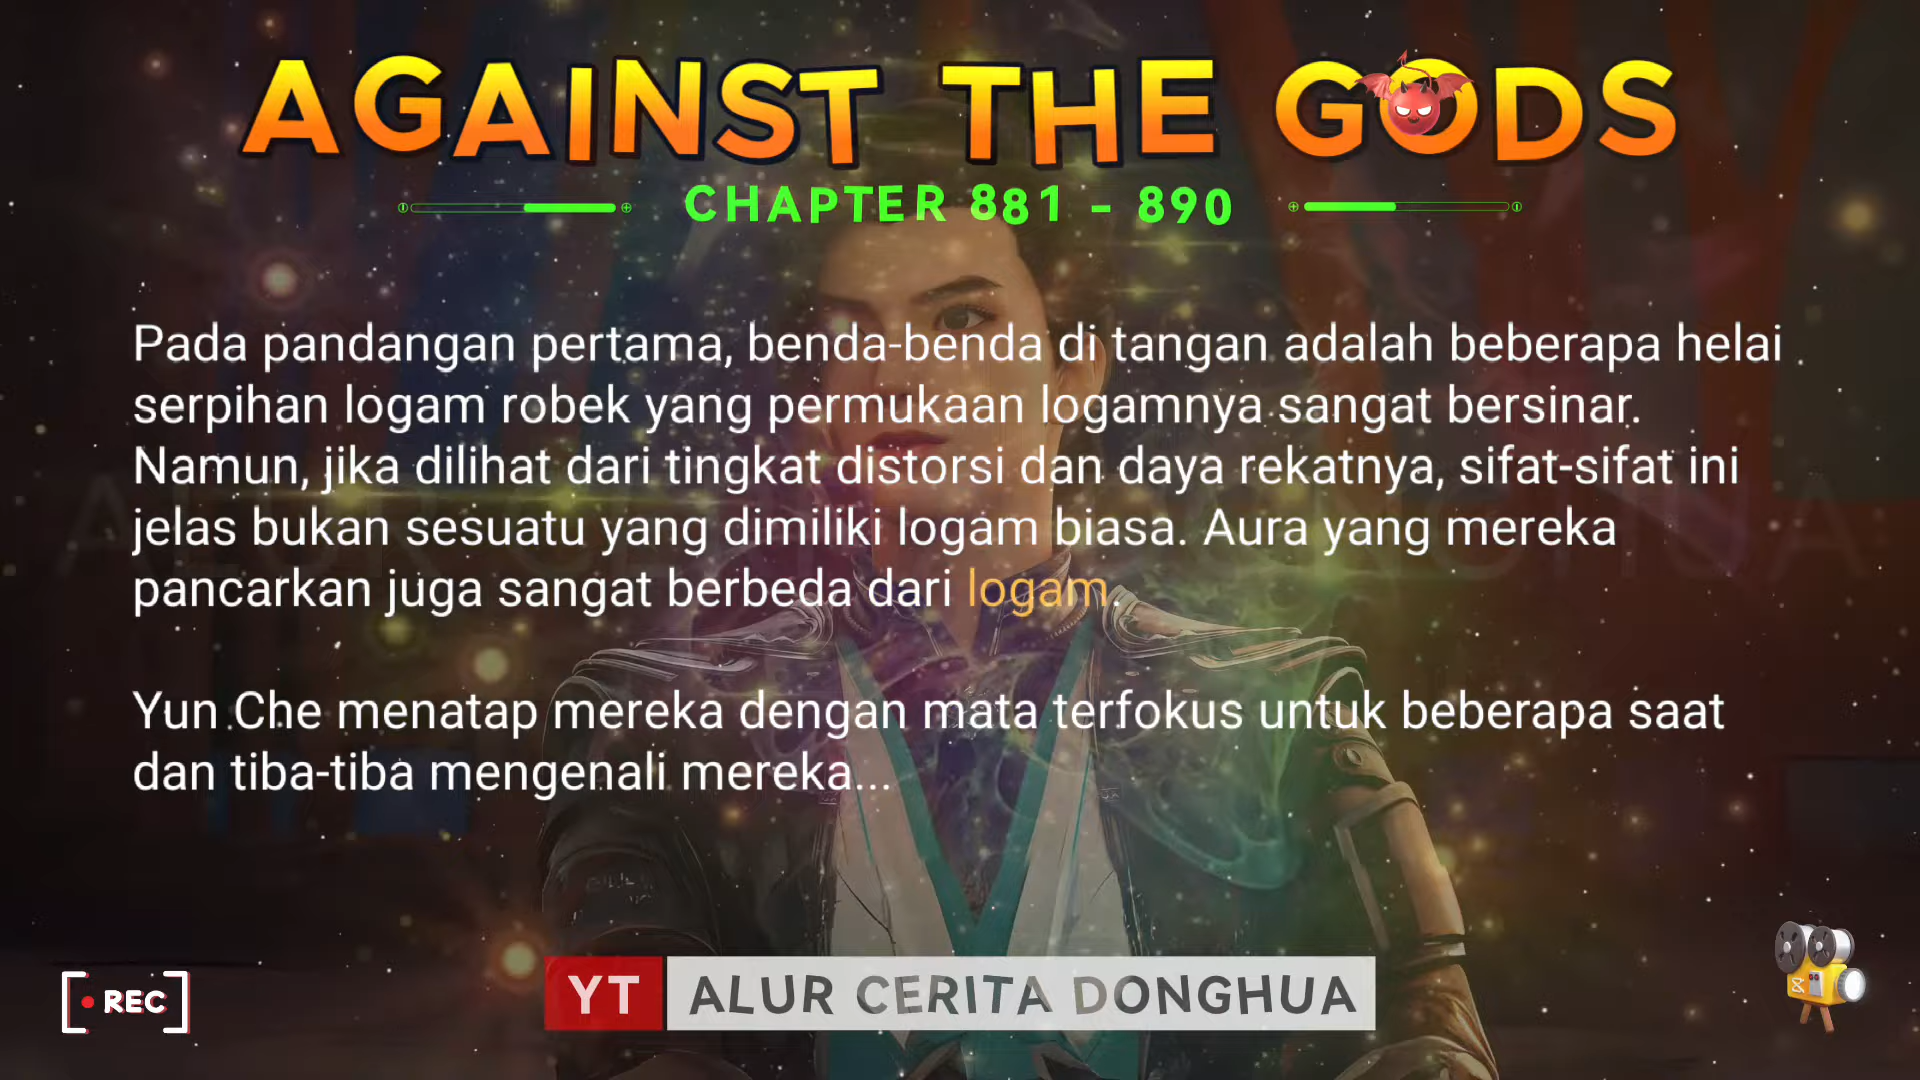 AGAINST THE GODS
CHAPTER 881 - 890
Pada pandangan pertama, benda-benda di tangan adalah beberapa helai
serpihan logam robek yang permukaan logamnya sangat bersinar.
Namun, jika dilihat dari tingkat distorsi dan daya rekatnya, sifat-sifat ini
jelas bukan sesuatu yang dimiliki logam biasa. Aura yang mereka
pancarkan juga sangat berbeda dari logam.
Yun Che menatap mereka dengan mata terfokus untuk beberapa saat
dan tiba-tiba mengenali mereka...
REC
YT ALUR CERITA DONGHUA